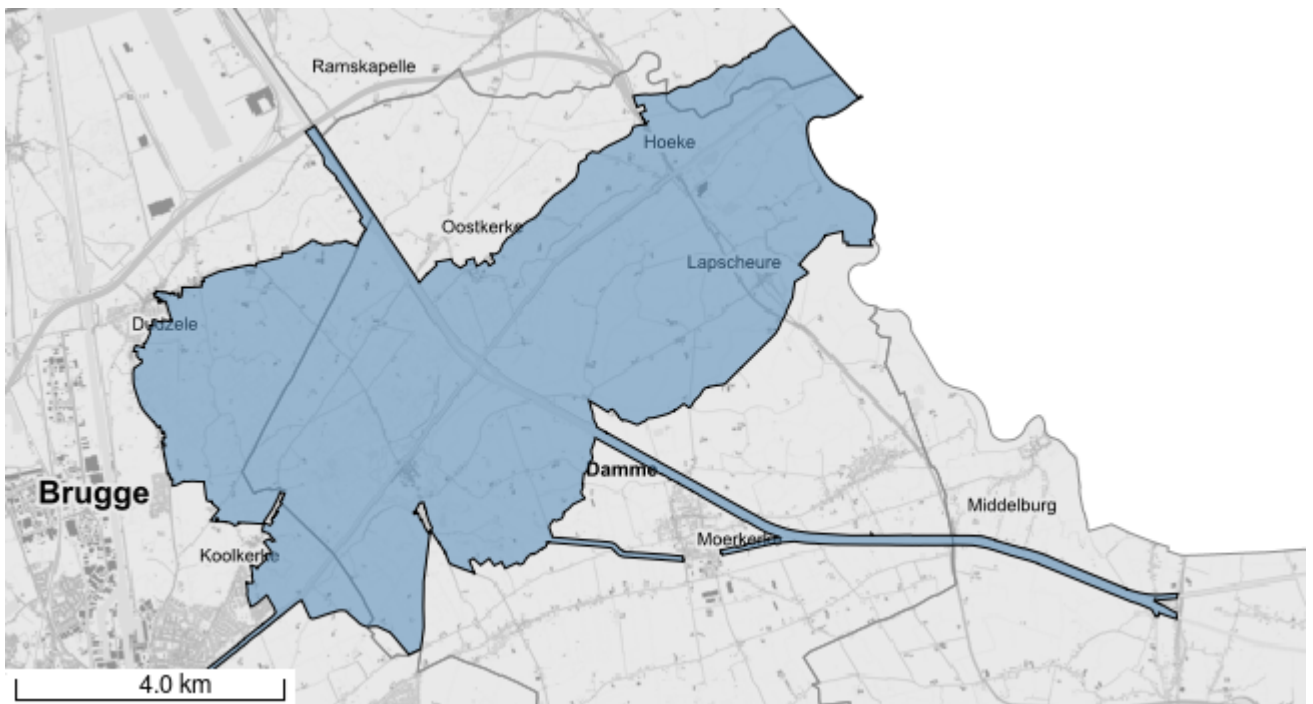 Ramskapelle
Hoeke
Oostkerke
Lapscheure
Dudzele
Damme
Brugge
Middelburg
Moerkerke
Koolkerke
4.0 km